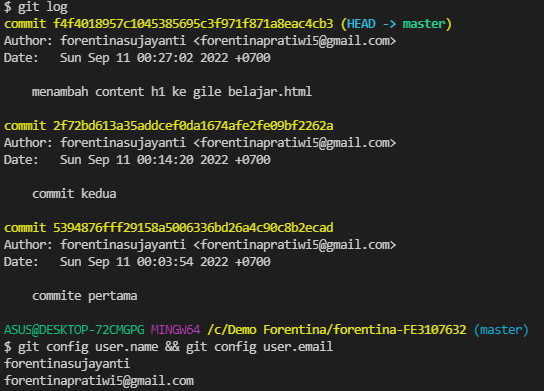 $ git log
commit f4f4018957c1045385695c3f971f871a8eac4cb3 (HEAD -> master)
Author: forentinasujayanti <forentinapratiwi5@gmail.com>
Date:   Sun Sep 11 00:27:02 2022 +0700
    menambah content h1 ke gile belajar.html
commit 2f72bd613a35addcef0da1674afe2fe09bf2262a
Author: forentinasujayanti <forentinapratiwi5@gmail.com>
Date:   Sun Sep 11 00:14:20 2022 +0700
    commit kedua
commit 5394876fff29158a5006336bd26a4c90c8b2ecad
Author: forentinasujayanti <forentinapratiwi5@gmail.com>
Date:   Sun Sep 11 00:03:54 2022 +0700
    commite pertama
ASUS@DESKTOP-72CMGPG MINGW64 /c/Demo Forentina/forentina-FE3107632 (master)
$ git config user.name && git config user.email
forentinasujayanti
forentinapratiwi5@gmail.com